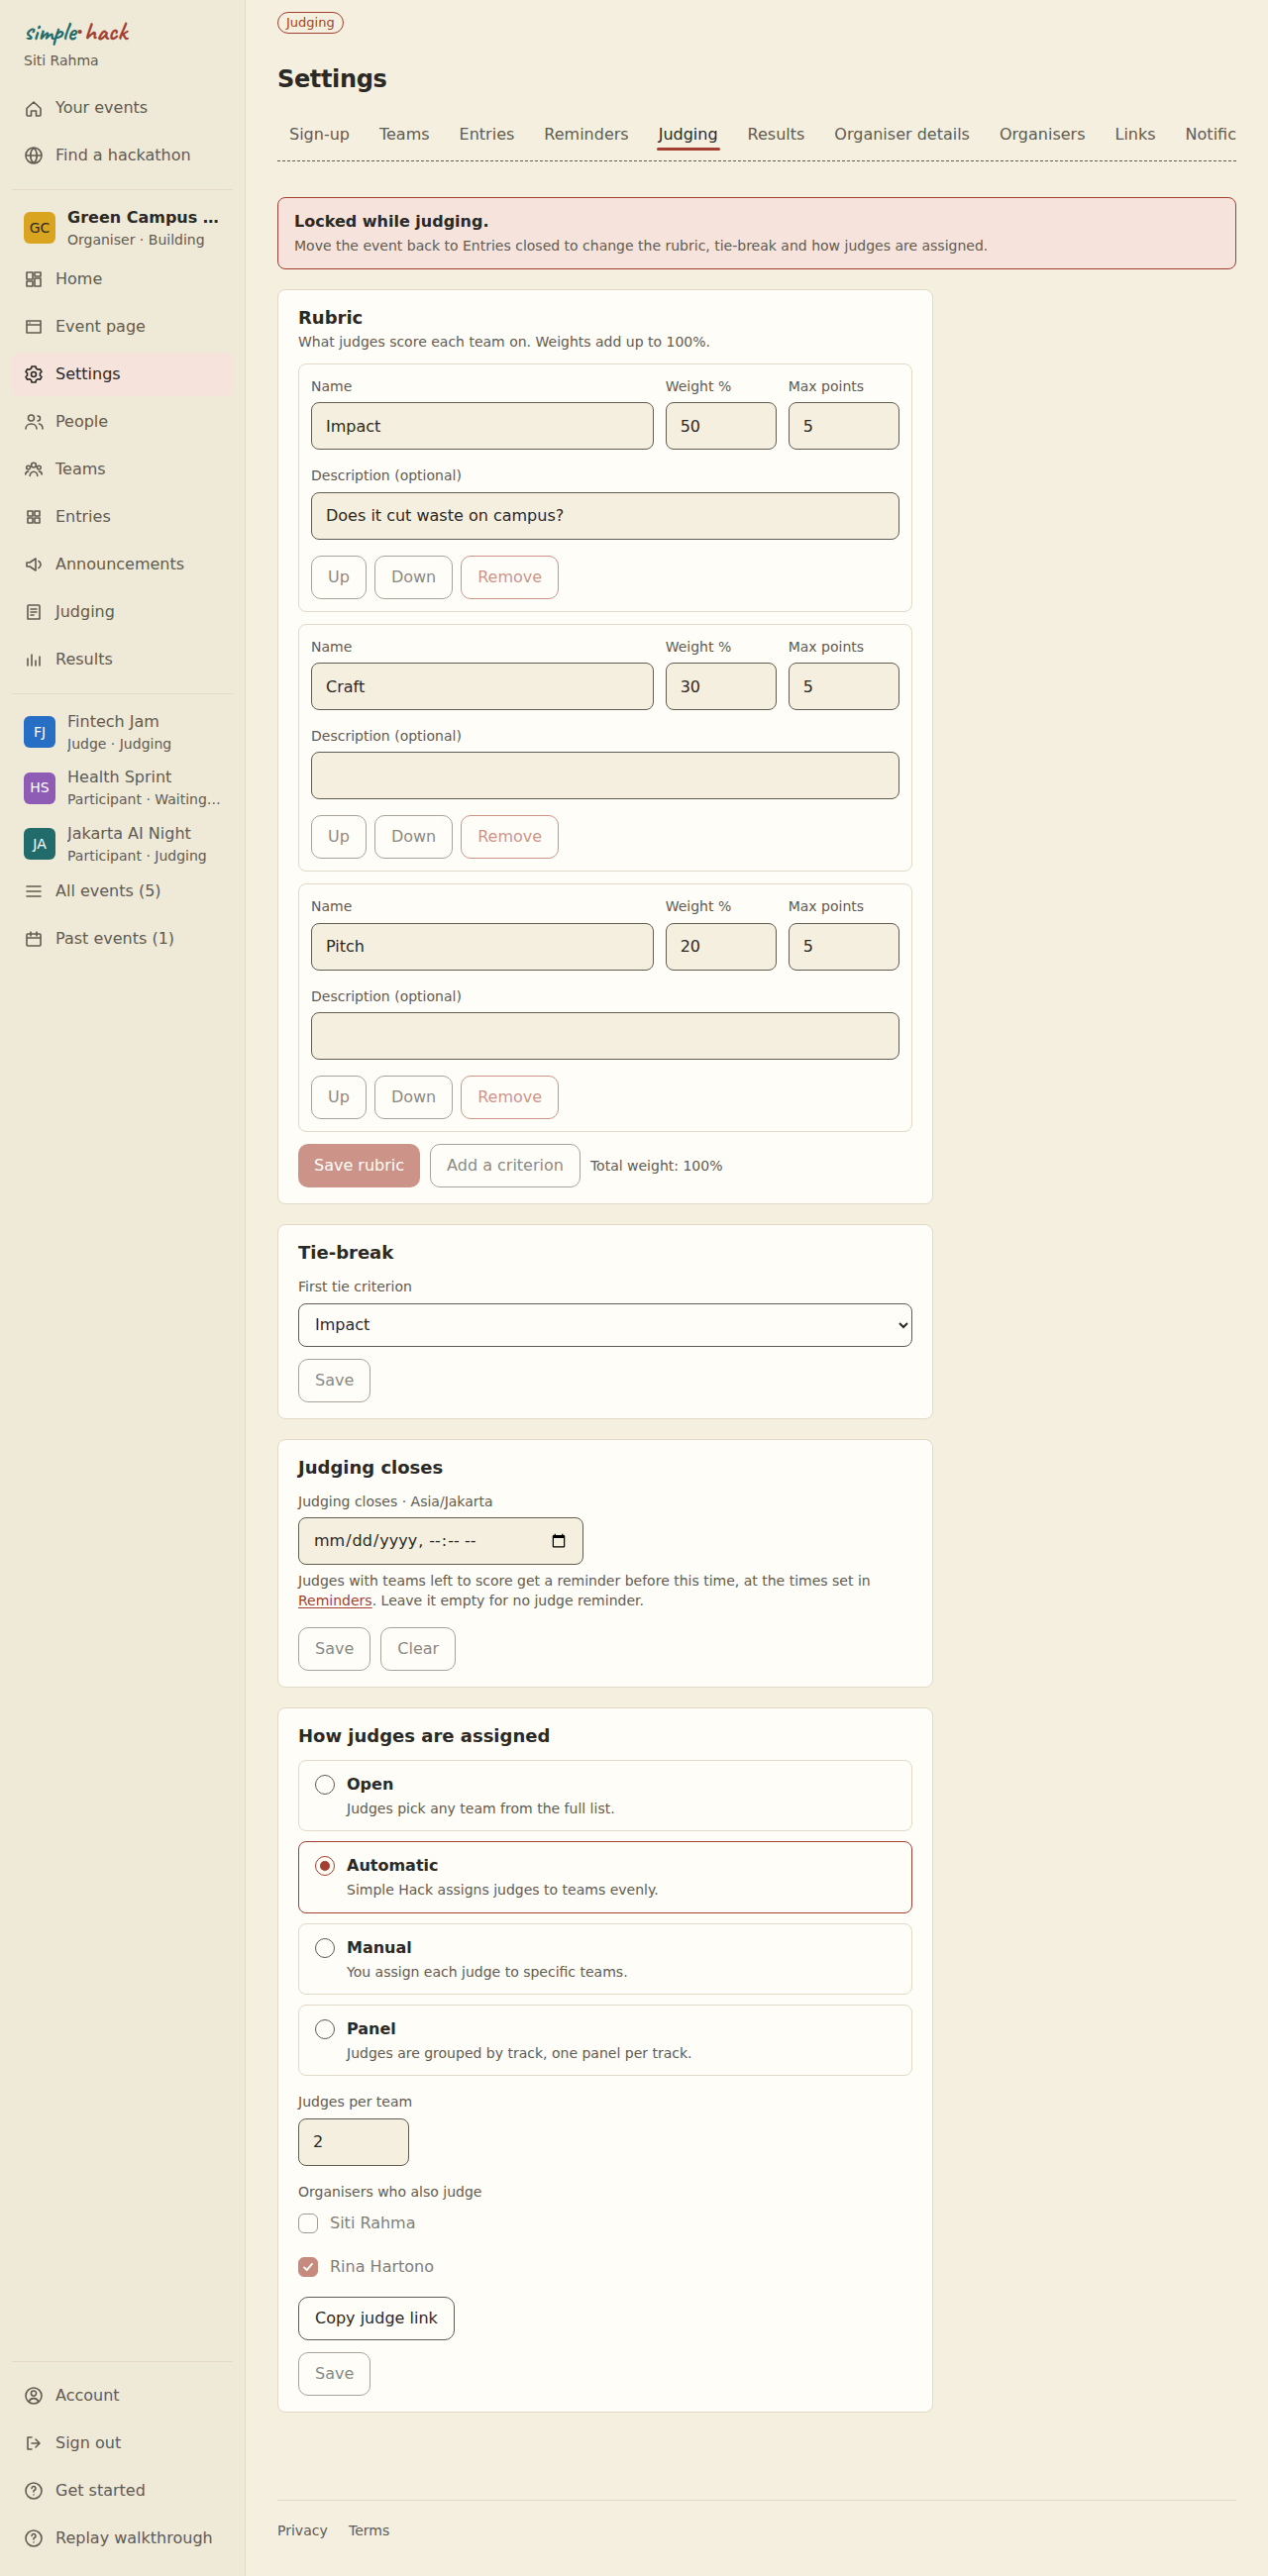 simple·hack
Siti Rahma
Your events
Find a hackathon
GC
Green Campus ...
Organiser · Building
Home
Event page
Settings
People
Teams
Entries
Announcements
Judging
Results
FJ
Fintech Jam
Judge · Judging
HS
Health Sprint
Participant · Waiting...
JA
Jakarta AI Night
Participant · Judging
All events (5)
Past events (1)
Account
Sign out
Get started
Replay walkthrough
Judging
Settings
Sign-up Teams Entries Reminders Judging Results Organiser details Organisers Links Notific
Locked while judging.
Move the event back to Entries closed to change the rubric, tie-break and how judges are assigned.
Rubric
What judges score each team on. Weights add up to 100%.
Name Weight % Max points
Impact 50 5
Description (optional)
Does it cut waste on campus?
Up Down Remove
Name Weight % Max points
Craft 30 5
Description (optional)
Up Down Remove
Name Weight % Max points
Pitch 20 5
Description (optional)
Up Down Remove
Save rubric Add a criterion Total weight: 100%
Tie-break
First tie criterion
Impact
Save
Judging closes
Judging closes · Asia/Jakarta
mm/dd/yyyy, --:-- --
Judges with teams left to score get a reminder before this time, at the times set in
Reminders. Leave it empty for no judge reminder.
Save Clear
How judges are assigned
Open
Judges pick any team from the full list.
Automatic
Simple Hack assigns judges to teams evenly.
Manual
You assign each judge to specific teams.
Panel
Judges are grouped by track, one panel per track.
Judges per team
2
Organisers who also judge
Siti Rahma
Rina Hartono
Copy judge link
Save
Privacy Terms